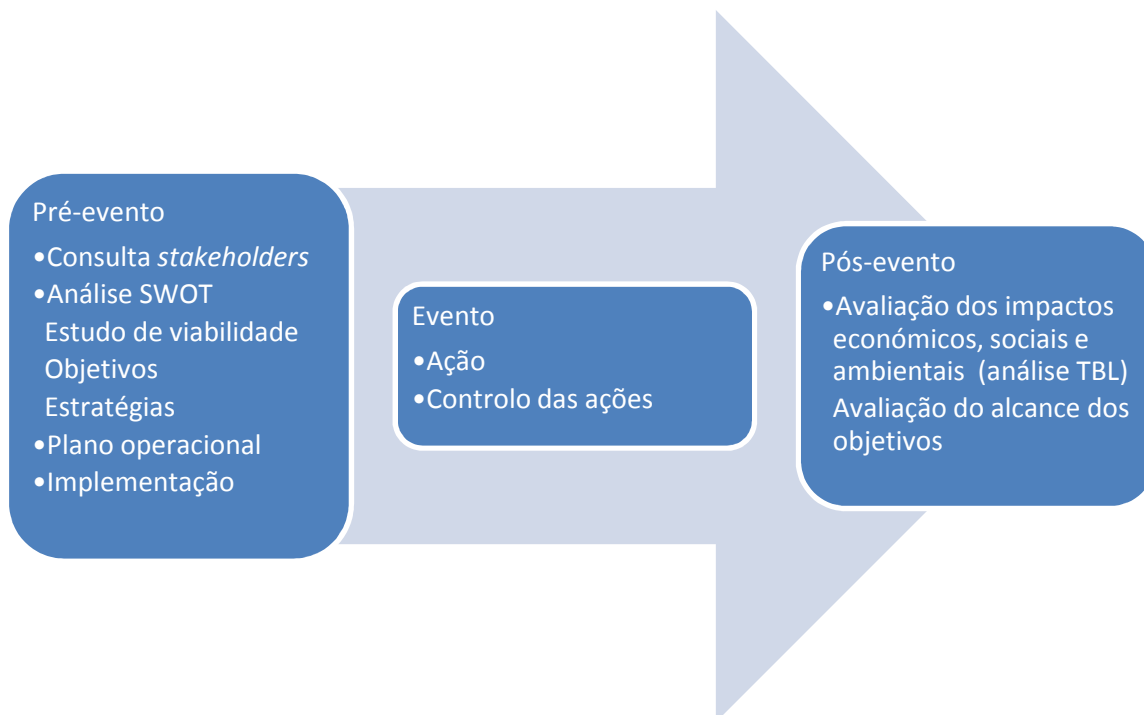 Pré-evento
•Consulta stakeholders
•Análise SWOT
Estudo de viabilidade
Objetivos
Estratégias
•Plano operacional
•Implementação
Evento
•Ação
•Controlo das ações
Pós-evento
•Avaliação dos impactos
económicos, sociais e
ambientais (análise TBL)
Avaliação do alcance dos
objetivos